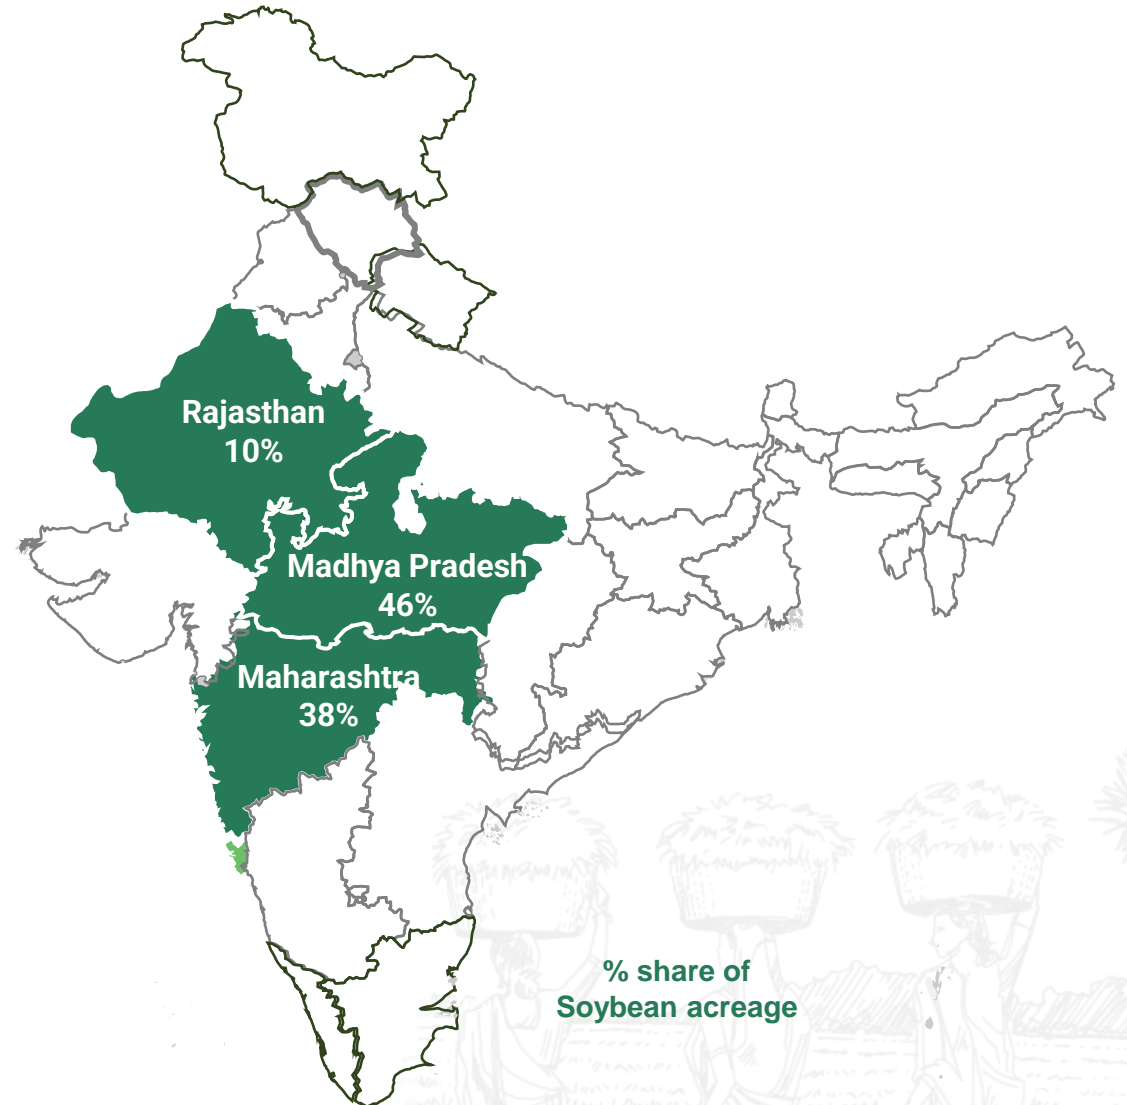 Rajasthan
10%
Madhya Pradesh
46%
Maharashtra
38%
% share of
Soybean acreage